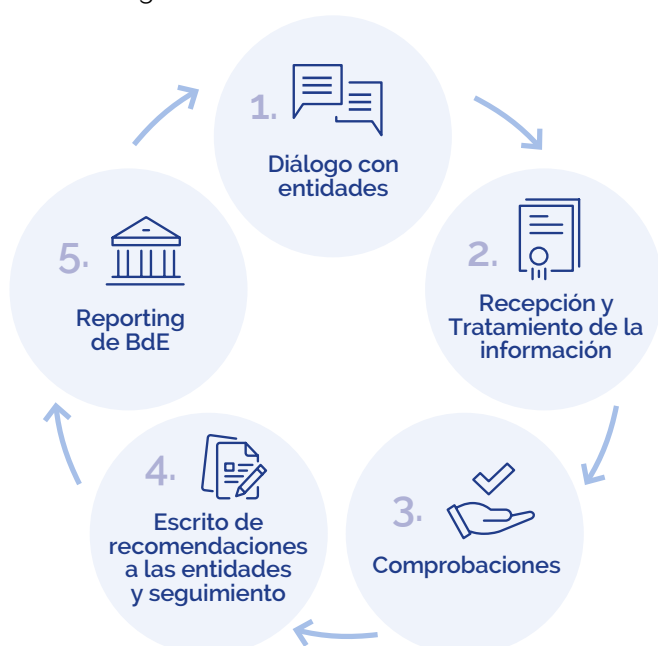 1.
Diálogo con
entidades
2.
Recepción y
Tratamiento de la
información
3.
Comprobaciones
4.
Escrito de
recomendaciones
a las entidades
y seguimiento
5.
Reporting
de BdE